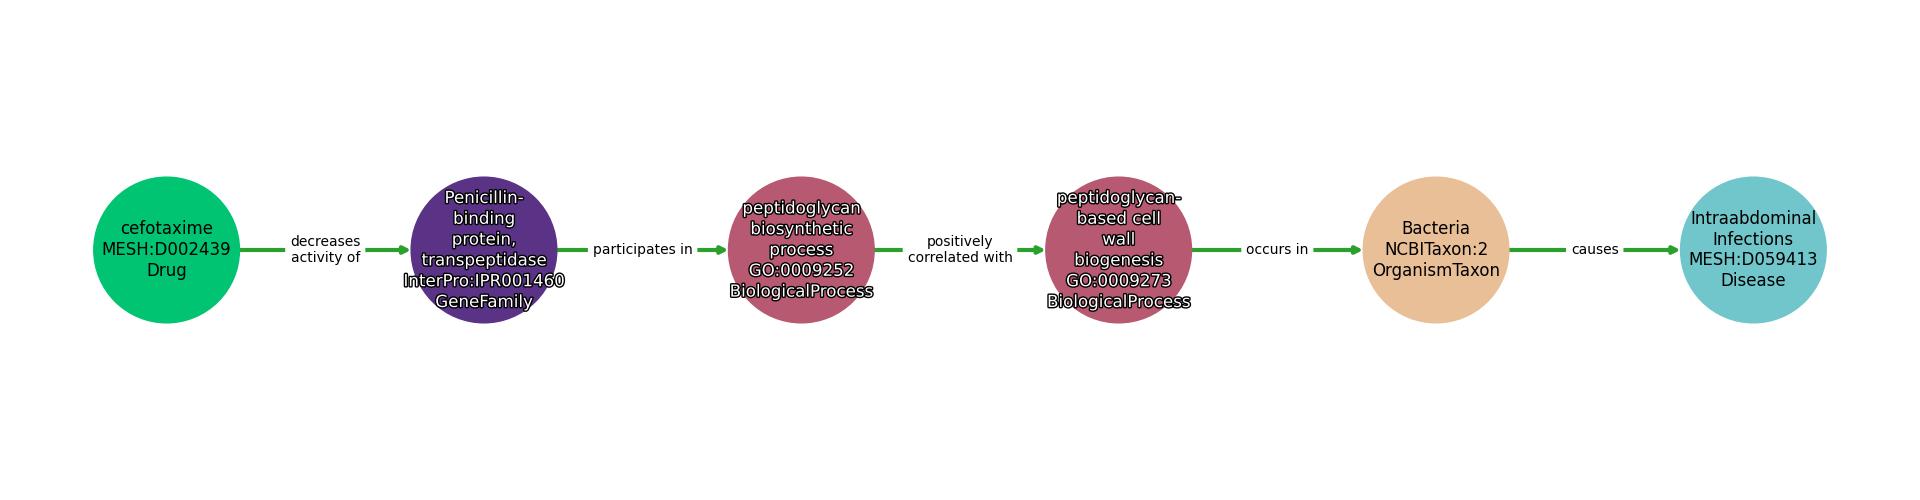 cefotaxime
MESH:D002439
Drug
decreases
activity of
Penicillin-
binding
protein,
transpeptidase
InterPro:IPR001460
GeneFamily
participates in
peptidoglycan
biosynthetic
process
GO:0009252
BiologicalProcess
positively
correlated with
peptidoglycan-
based cell
wall
biogenesis
GO:0009273
BiologicalProcess
occurs in
Bacteria
NCBITaxon:2
OrganismTaxon
causes
Intraabdominal
Infections
MESH:D059413
Disease